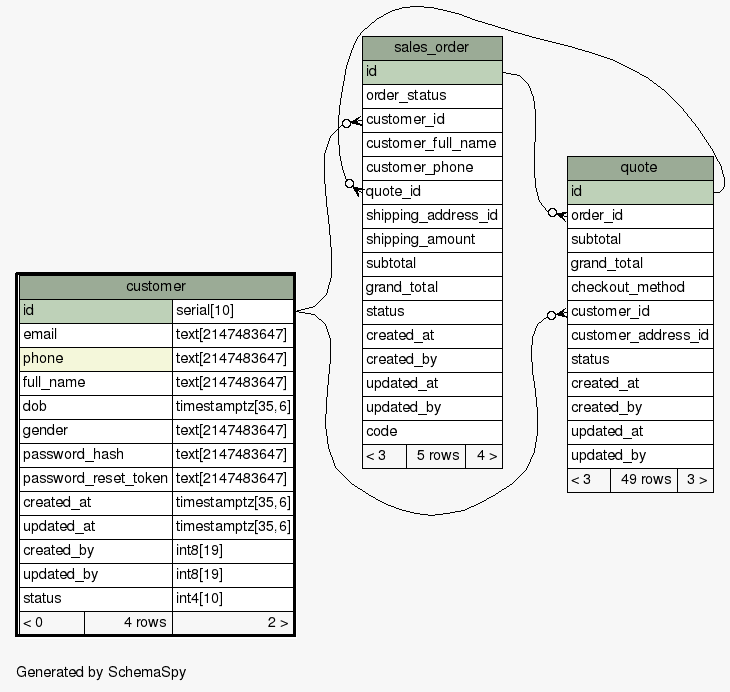 sales_order
id
order_status
customer_id
customer_full_name
customer_phone
quote_id
shipping_address_id
shipping_amount
subtotal
grand_total
status
created_at
created_by
updated_at
updated_by
code
< 3 5 rows 4 >
quote
id
order_id
subtotal
grand_total
checkout_method
customer_id
customer_address_id
status
created_at
created_by
updated_at
updated_by
< 3 49 rows 3 >
customer
id serial[10]
email text[2147483647]
phone text[2147483647]
full_name text[2147483647]
dob timestamptz[35,6]
gender text[2147483647]
password_hash text[2147483647]
password_reset_token text[2147483647]
created_at timestamptz[35,6]
updated_at timestamptz[35,6]
created_by int8[19]
updated_by int8[19]
status int4[10]
< 0 4 rows 2 >
Generated by SchemaSpy